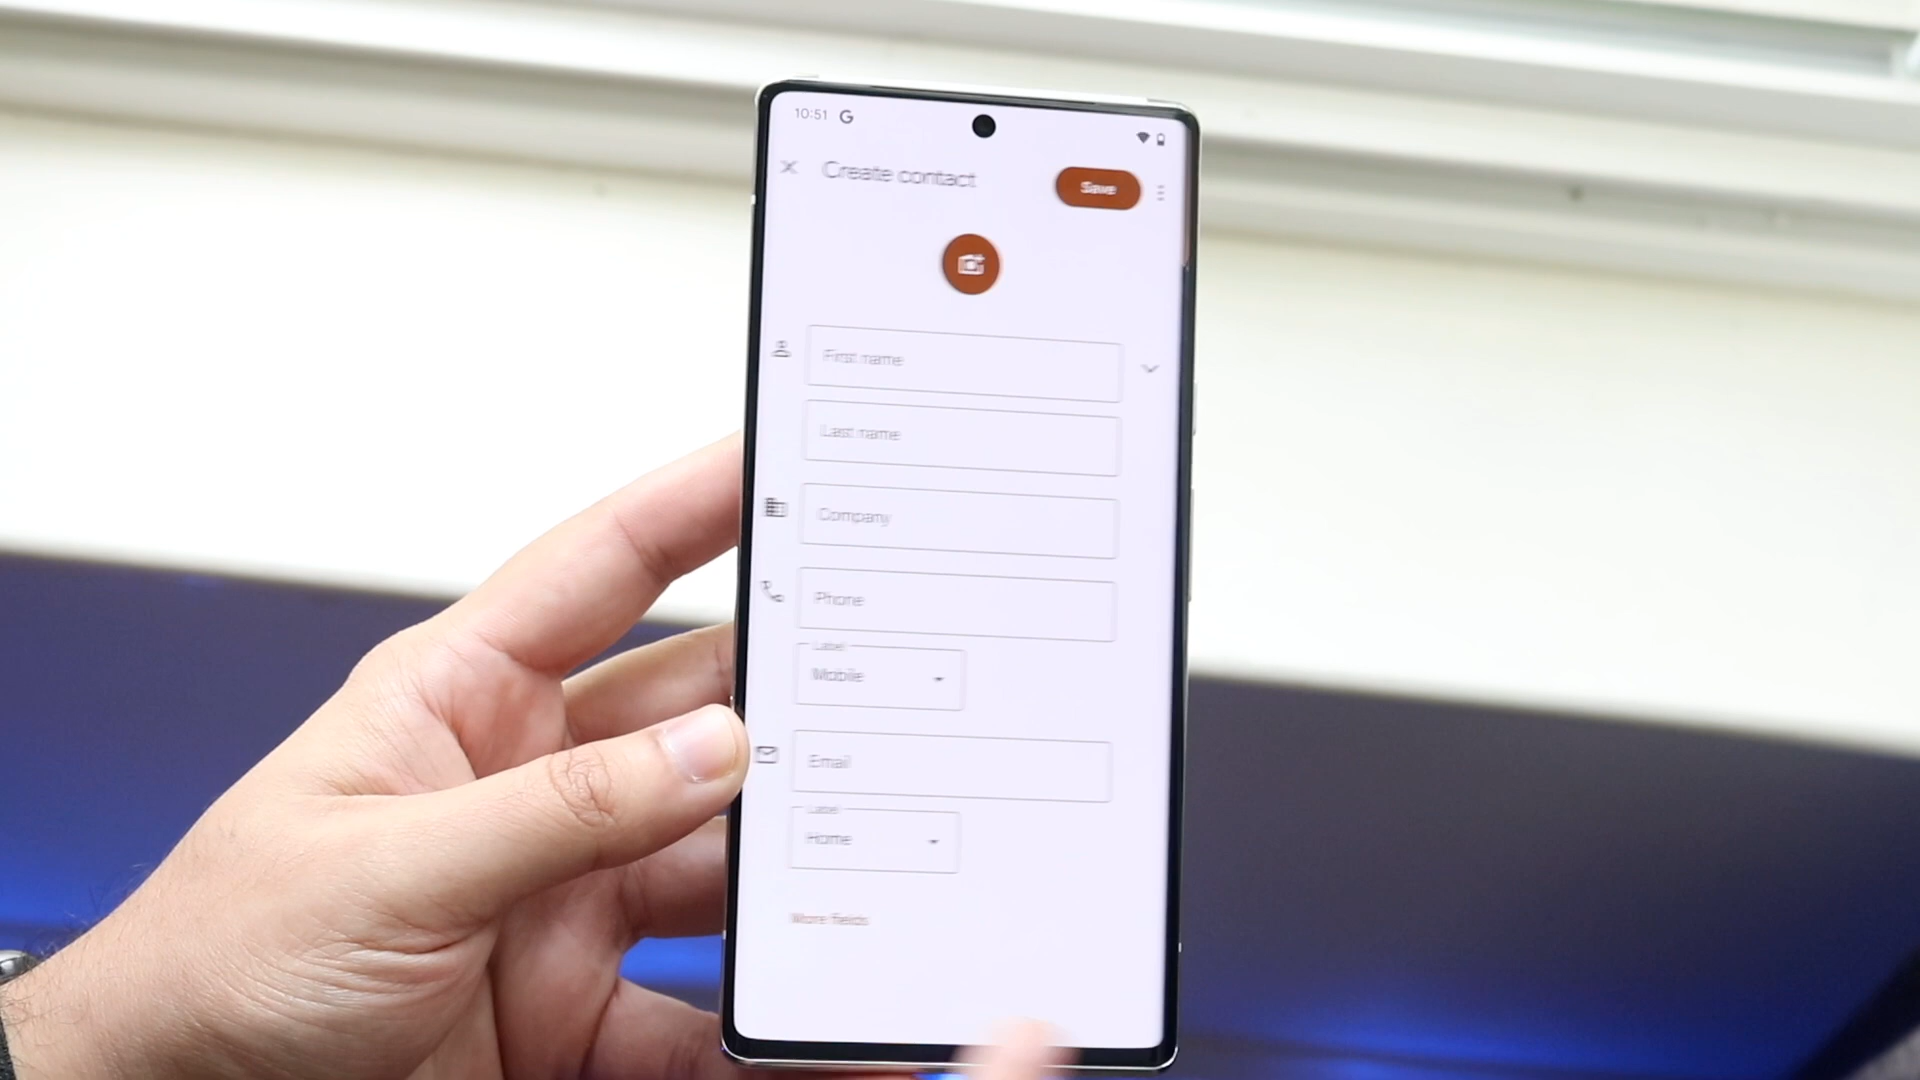 10:51 G
Create contact
Save
First name
Last name
Company
Phone
Label
Mobile
Email
Label
Home
More fields